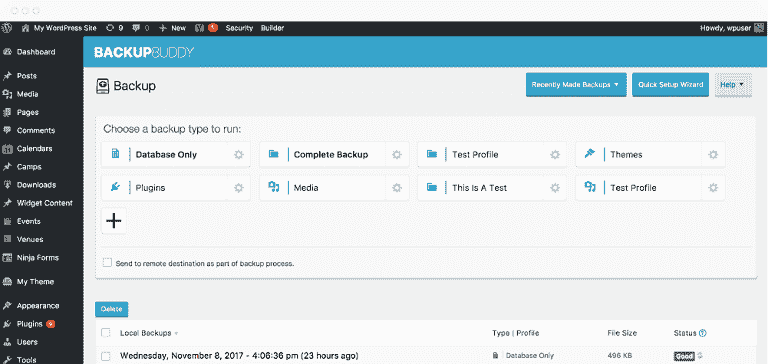 My WordPress Site 9 0 + New 5 Security Builder Howdy, wpuser
Dashboard
Posts
Media
Pages
Comments
Calendars
Camps
Downloads
Widget Content
Events
Venues
Ninja Forms
My Theme
Appearance
Plugins 9
Users
Tools
BACKUPBUDDY
Backup
Recently Made Backups Quick Setup Wizard Help
Choose a backup type to run:
Database Only Complete Backup Test Profile Themes
Plugins Media This Is A Test Test Profile
+
Send to remote destination as part of backup process.
Delete
Local Backups Type | Profile File Size Status
Wednesday, November 8, 2017 - 4:06:36 pm (23 hours ago) Database Only 496 KB Good